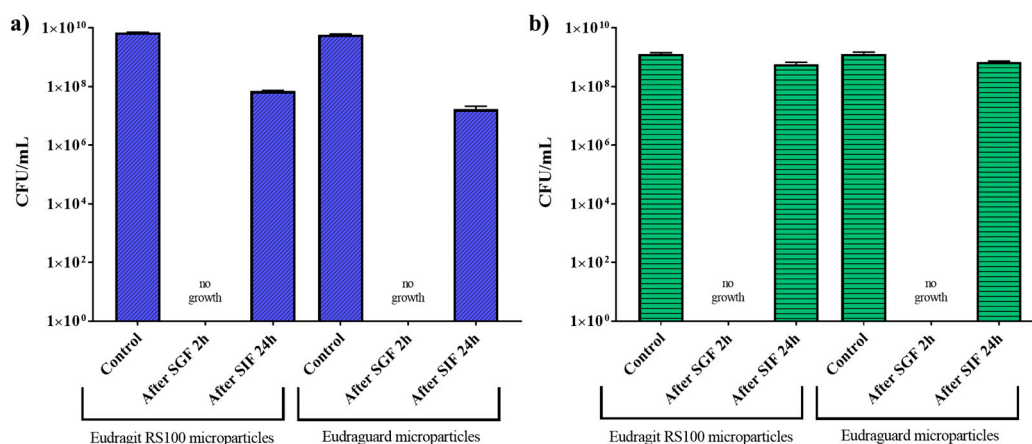 a)
CFU/mL
1×10¹⁰
1×10⁸
1×10⁶
1×10⁴
1×10²
1×10⁰
no
growth
no
growth
Control
After SGF 2h
After SIF 24h
Control
After SGF 2h
After SIF 24h
Eudragit RS100 microparticles
Eudraguard microparticles
b)
CFU/mL
1×10¹⁰
1×10⁸
1×10⁶
1×10⁴
1×10²
1×10⁰
no
growth
no
growth
Control
After SGF 2h
After SIF 24h
Control
After SGF 2h
After SIF 24h
Eudragit RS100 microparticles
Eudraguard microparticles